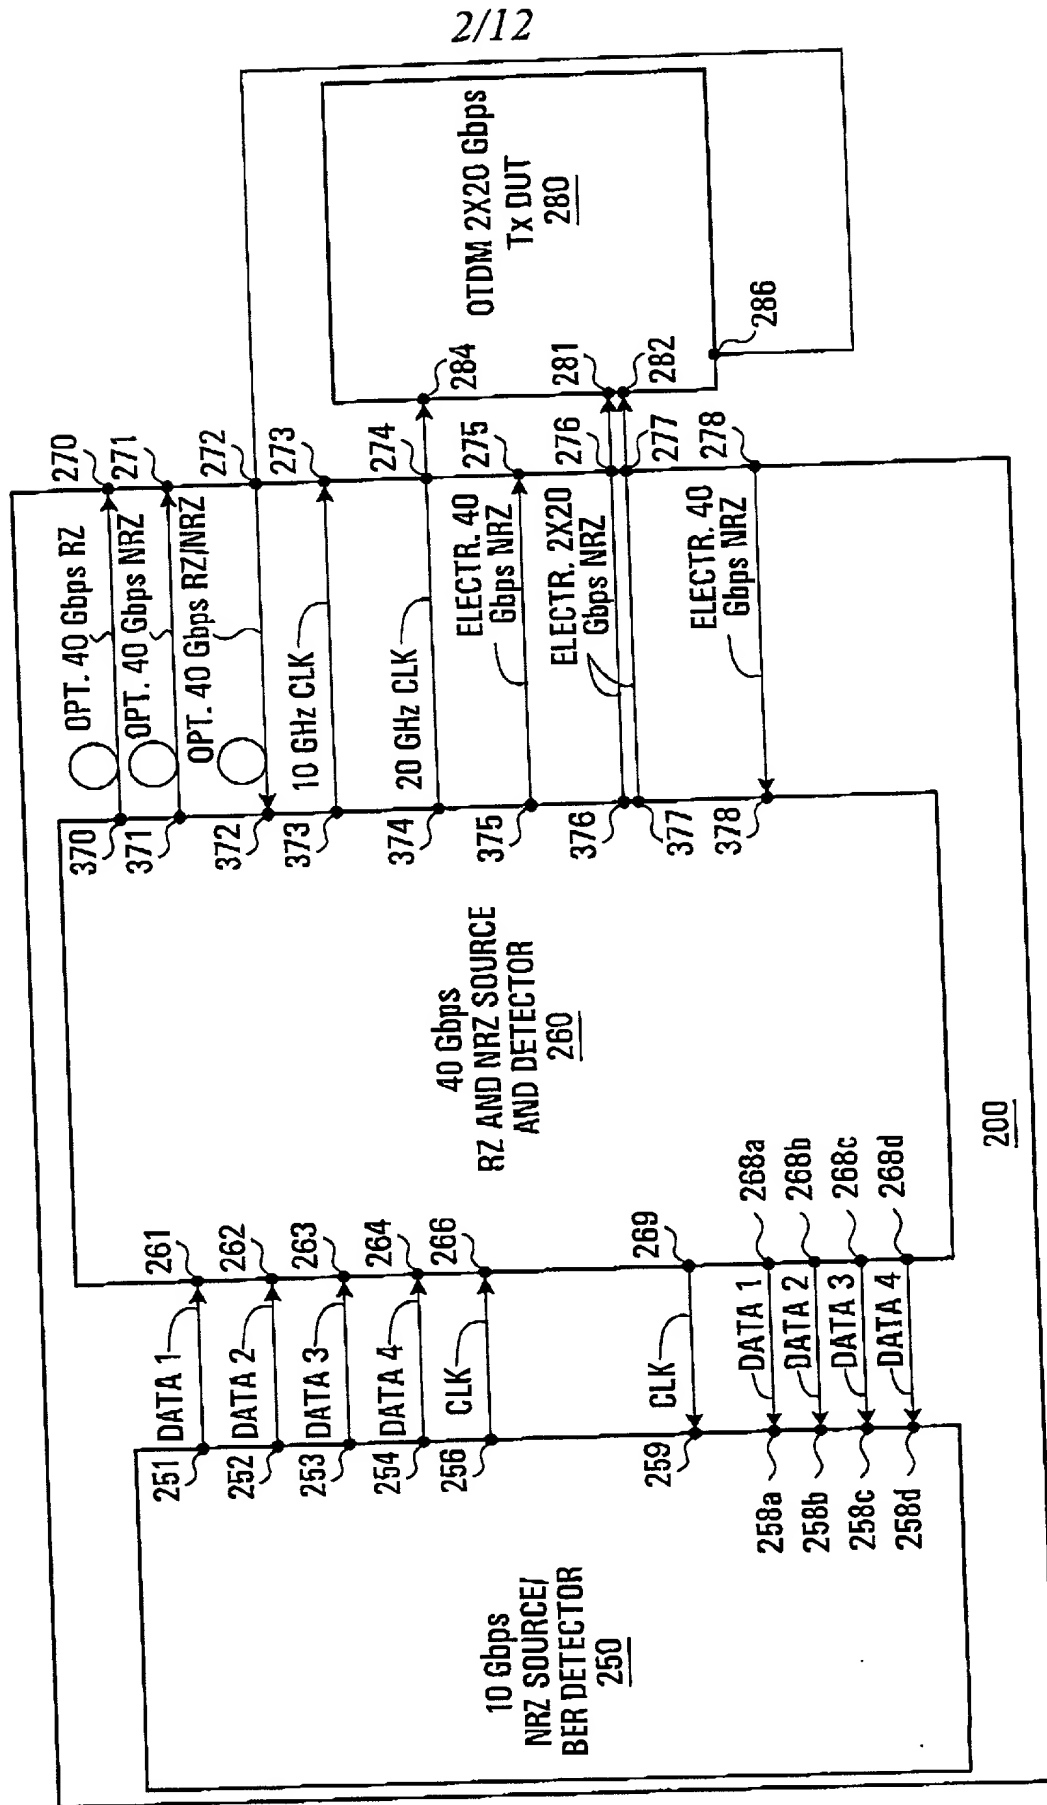 2/12
OTDM 2X20 Gbps
Tx DUT
280
286
284
281
282
270
271
272
273
274
275
276
277
278
OPT. 40 Gbps RZ
OPT. 40 Gbps NRZ
OPT. 40 Gbps RZ/NRZ
10 GHz CLK
20 GHz CLK
ELECTR. 40
Gbps NRZ
ELECTR. 2X20
Gbps NRZ
ELECTR. 40
Gbps NRZ
370
371
372
373
374
375
376
377
378
40 Gbps
RZ AND NRZ SOURCE
AND DETECTOR
260
200
261
262
263
264
266
269
268a
268b
268c
268d
DATA 1
DATA 2
DATA 3
DATA 4
CLK
CLK
DATA 1
DATA 2
DATA 3
DATA 4
251
252
253
254
256
259
258a
258b
258c
258d
10 Gbps
NRZ SOURCE/
BER DETECTOR
250